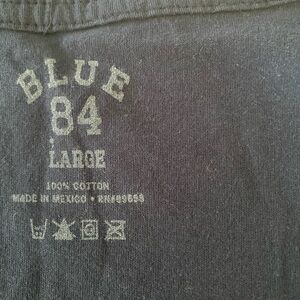 BLUE
84
LARGE
100% COTTON
MADE IN MEXICO •